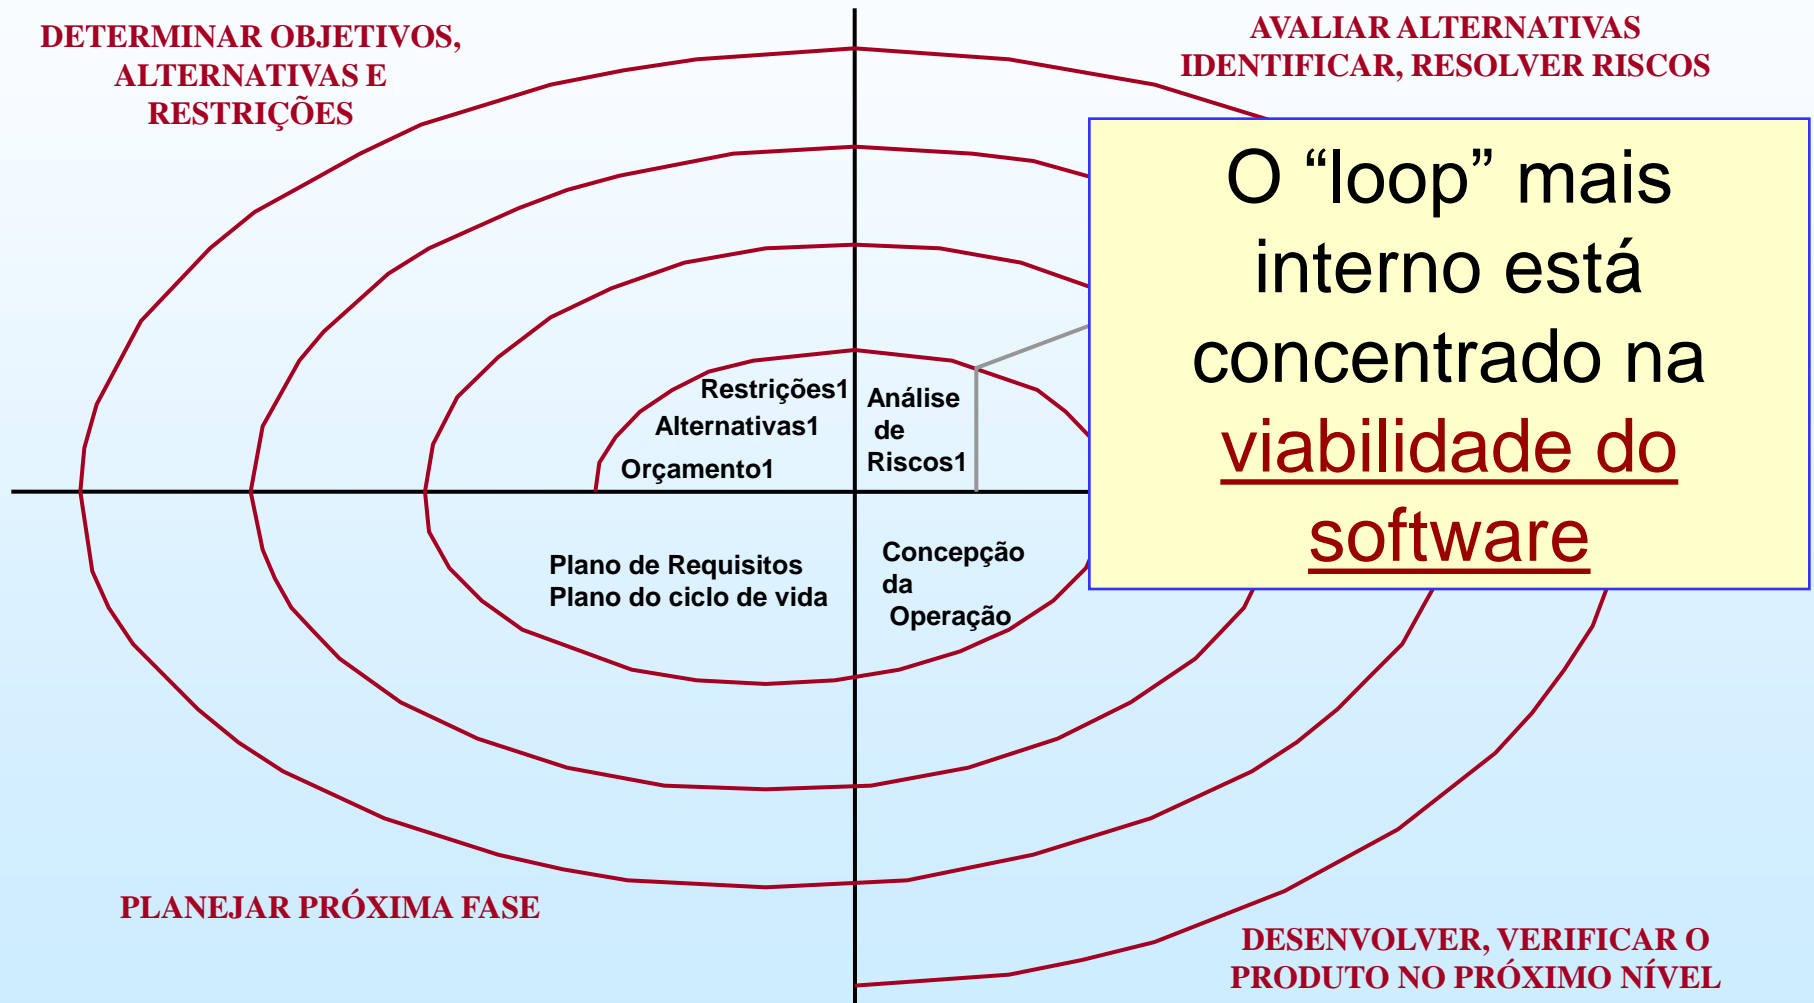 DETERMINAR OBJETIVOS,
ALTERNATIVAS E
RESTRIÇÕES
AVALIAR ALTERNATIVAS
IDENTIFICAR, RESOLVER RISCOS
O “loop” mais
interno está
concentrado na
viabilidade do
software
Restrições1
Alternativas1
Orçamento1
Análise
de
Riscos1
Plano de Requisitos
Plano do ciclo de vida
Concepção
da
Operação
PLANEJAR PRÓXIMA FASE
DESENVOLVER, VERIFICAR O
PRODUTO NO PRÓXIMO NÍVEL